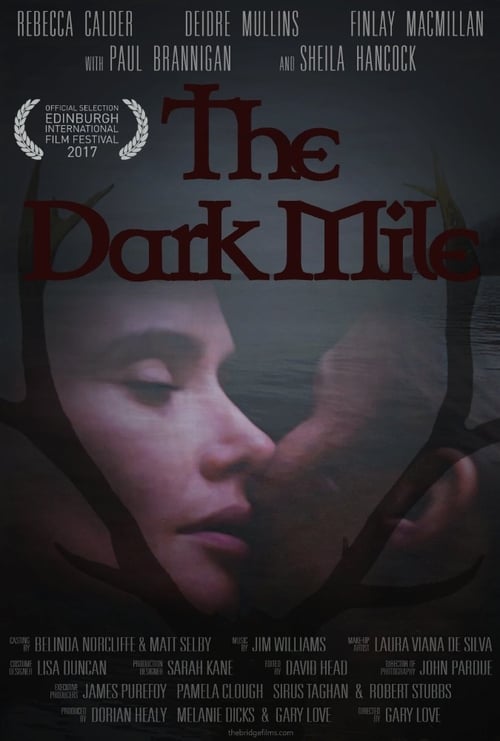 REBECCA CALDER DEIDRE MULLINS FINLAY MACMILLAN
WITH PAUL BRANNIGAN AND SHEILA HANCOCK
OFFICIAL SELECTION
EDINBURGH
INTERNATIONAL
FILM FESTIVAL
2017
The
Dark Mile
CASTING BY BELINDA NORCLIFFE & MATT SELBY MUSIC BY JIM WILLIAMS MAKE-UP ARTIST LAURA VIANA DE SILVA
COSTUME DESIGNER LISA DUNCAN PRODUCTION DESIGNER SARAH KANE EDITED BY DAVID HEAD DIRECTOR OF PHOTOGRAPHY JOHN PARDUE
EXECUTIVE PRODUCERS JAMES PUREFOY PAMELA CLOUGH SIRUS TAGHAN & ROBERT STUBBS
PRODUCED BY DORIAN HEALY MELANIE DICKS & GARY LOVE DIRECTED BY GARY LOVE
thebridgefilms.com